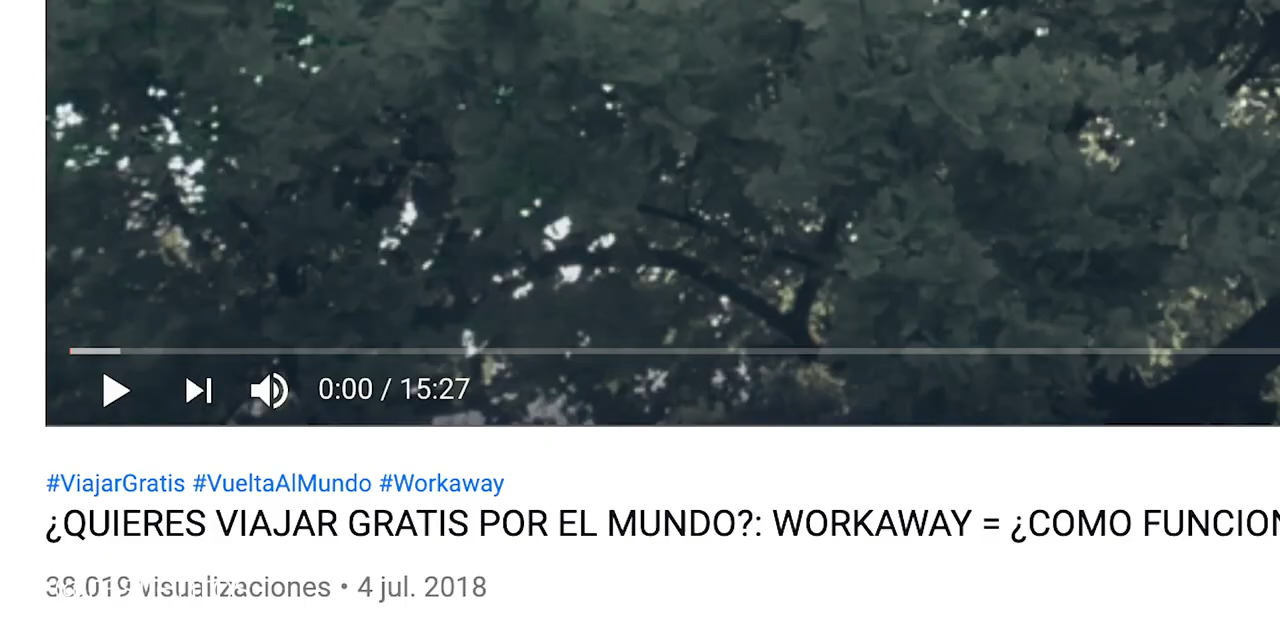 0:00 / 15:27
#ViajarGratis #VueltaAlMundo #Workaway
¿QUIERES VIAJAR GRATIS POR EL MUNDO?: WORKAWAY = ¿COMO FUNCION
38.019 visualizaciones • 4 jul. 2018